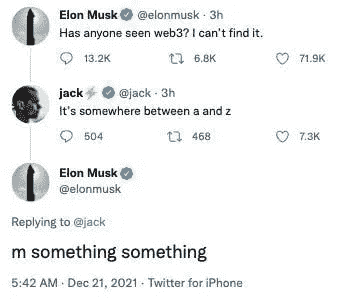 Elon Musk @elonmusk · 3h
Has anyone seen web3? I can't find it.
13.2K 6.8K 71.9K
jack⚡ @jack · 3h
It's somewhere between a and z
504 468 7.3K
Elon Musk
@elonmusk
Replying to @jack
m something something
5:42 AM · Dec 21, 2021 · Twitter for iPhone